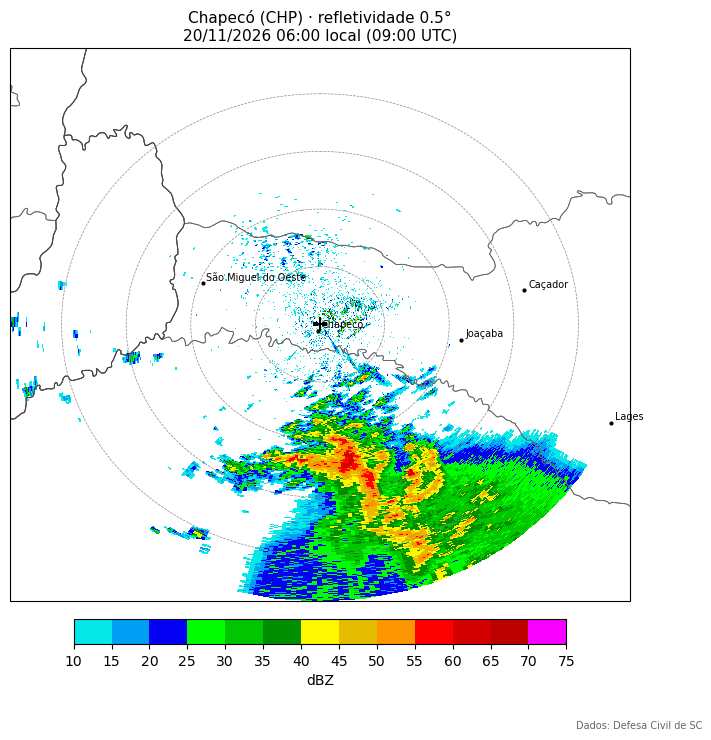 Chapecó (CHP) · refletividade 0.5°
20/11/2026 06:00 local (09:00 UTC)
São Miguel do Oeste
Caçador
Chapecó
Joaçaba
Lages
10 15 20 25 30 35 40 45 50 55 60 65 70 75
dBZ
Dados: Defesa Civil de SC